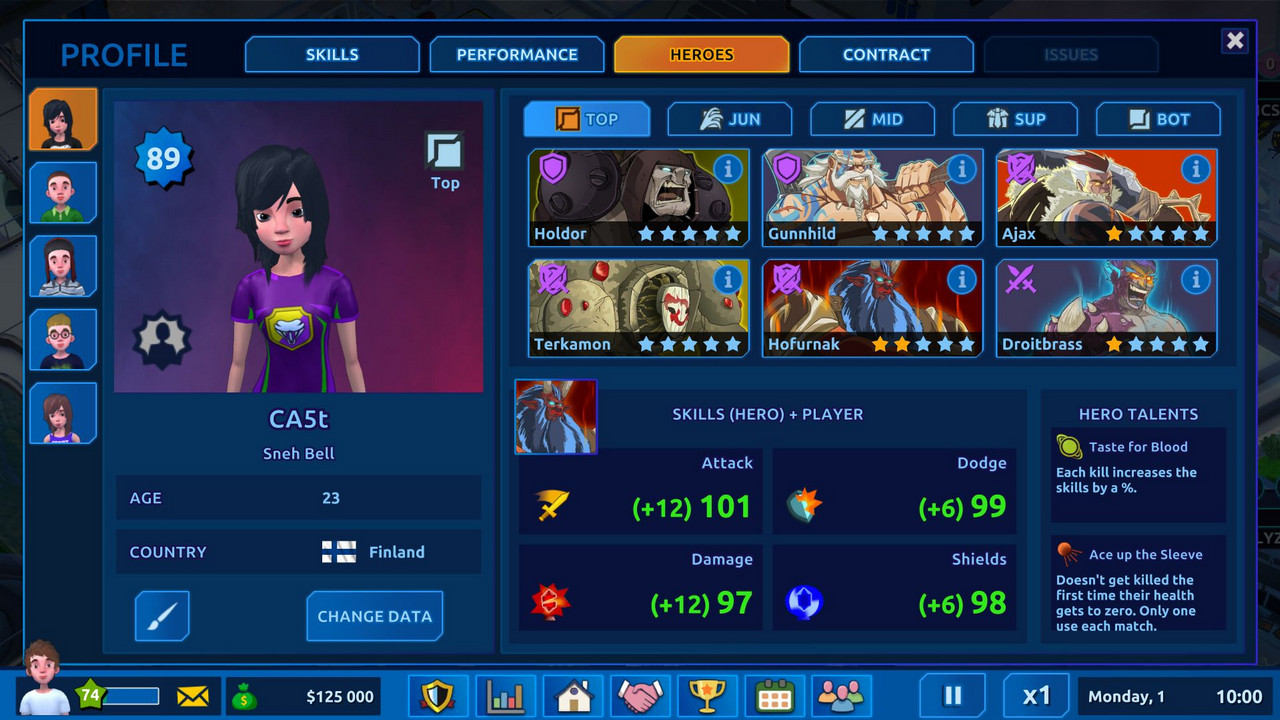 PROFILE
SKILLS
PERFORMANCE
HEROES
CONTRACT
ISSUES
89
Top
CA5t
Sneh Bell
AGE 23
COUNTRY Finland
CHANGE DATA
TOP
JUN
MID
SUP
BOT
Holdor
Gunnhild
Ajax
Terkamon
Hofurnak
Droitbrass
SKILLS (HERO) + PLAYER
Attack
(+12) 101
Dodge
(+6) 99
Damage
(+12) 97
Shields
(+6) 98
HERO TALENTS
Taste for Blood
Each kill increases the
skills by a %.
Ace up the Sleeve
Doesn't get killed the
first time their health
gets to zero. Only one
use each match.
74
$125 000
x1
Monday, 1 10:00